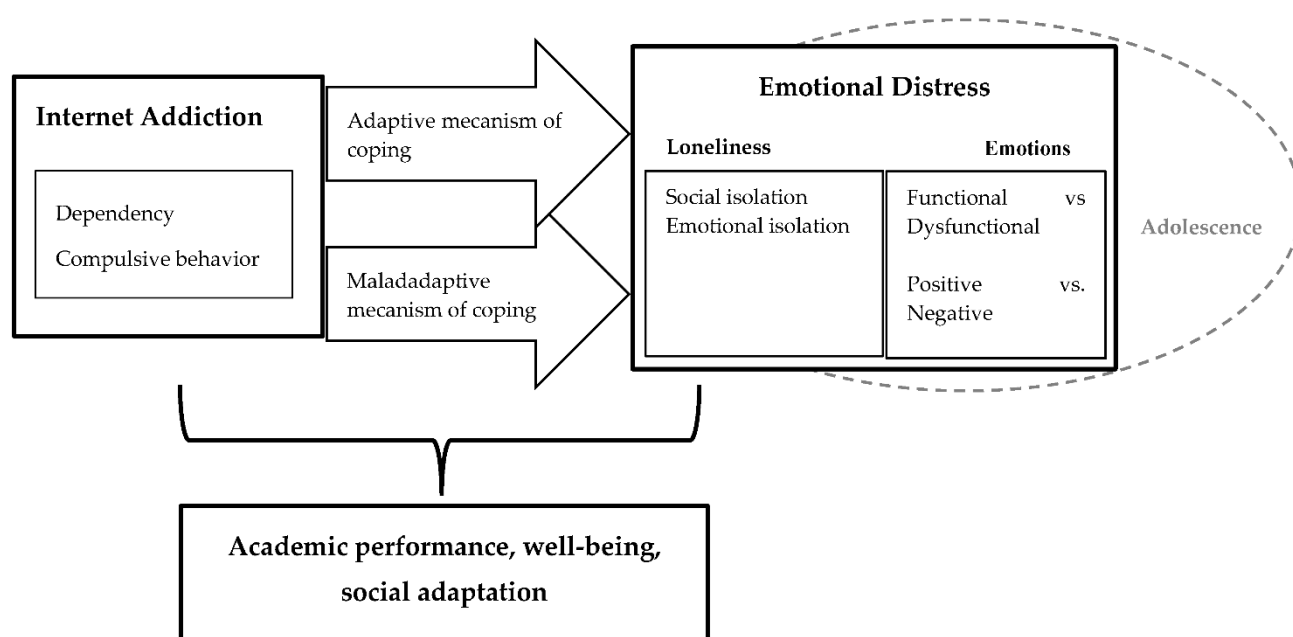 Internet Addiction
Dependency
Compulsive behavior
Adaptive mecanism of
coping
Maladadaptive
mecanism of coping
Emotional Distress
Loneliness
Social isolation
Emotional isolation
Emotions
Functional vs
Dysfunctional
Positive vs.
Negative
Adolescence
Academic performance, well-being,
social adaptation